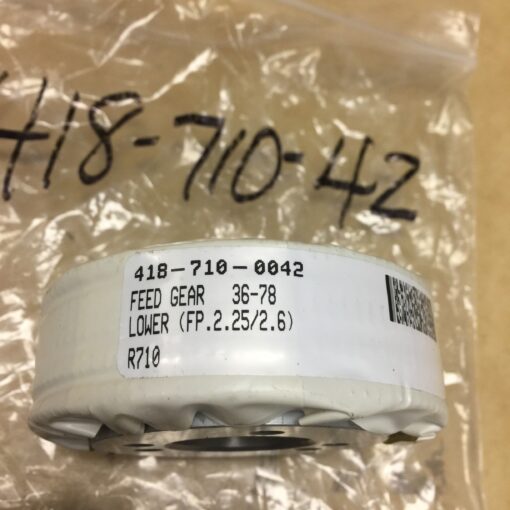 418-710-42
418-710-0042
FEED GEAR 36-78
LOWER (FP.2.25/2.6)
R710